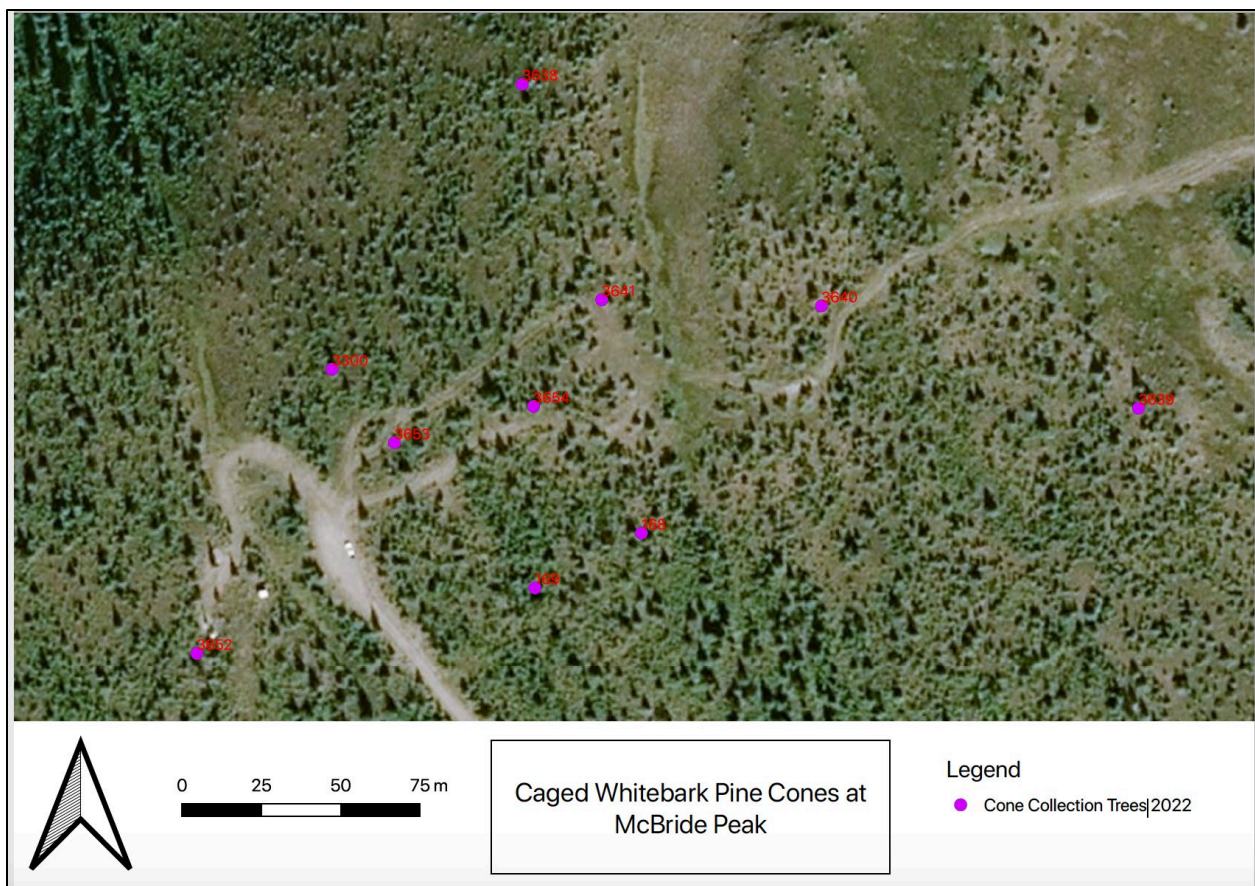 3638
3641
3640
3300
3654
3639
3653
168
169
3652
0 25 50 75 m
Caged Whitebark Pine Cones at
McBride Peak
Legend
Cone Collection Trees|2022